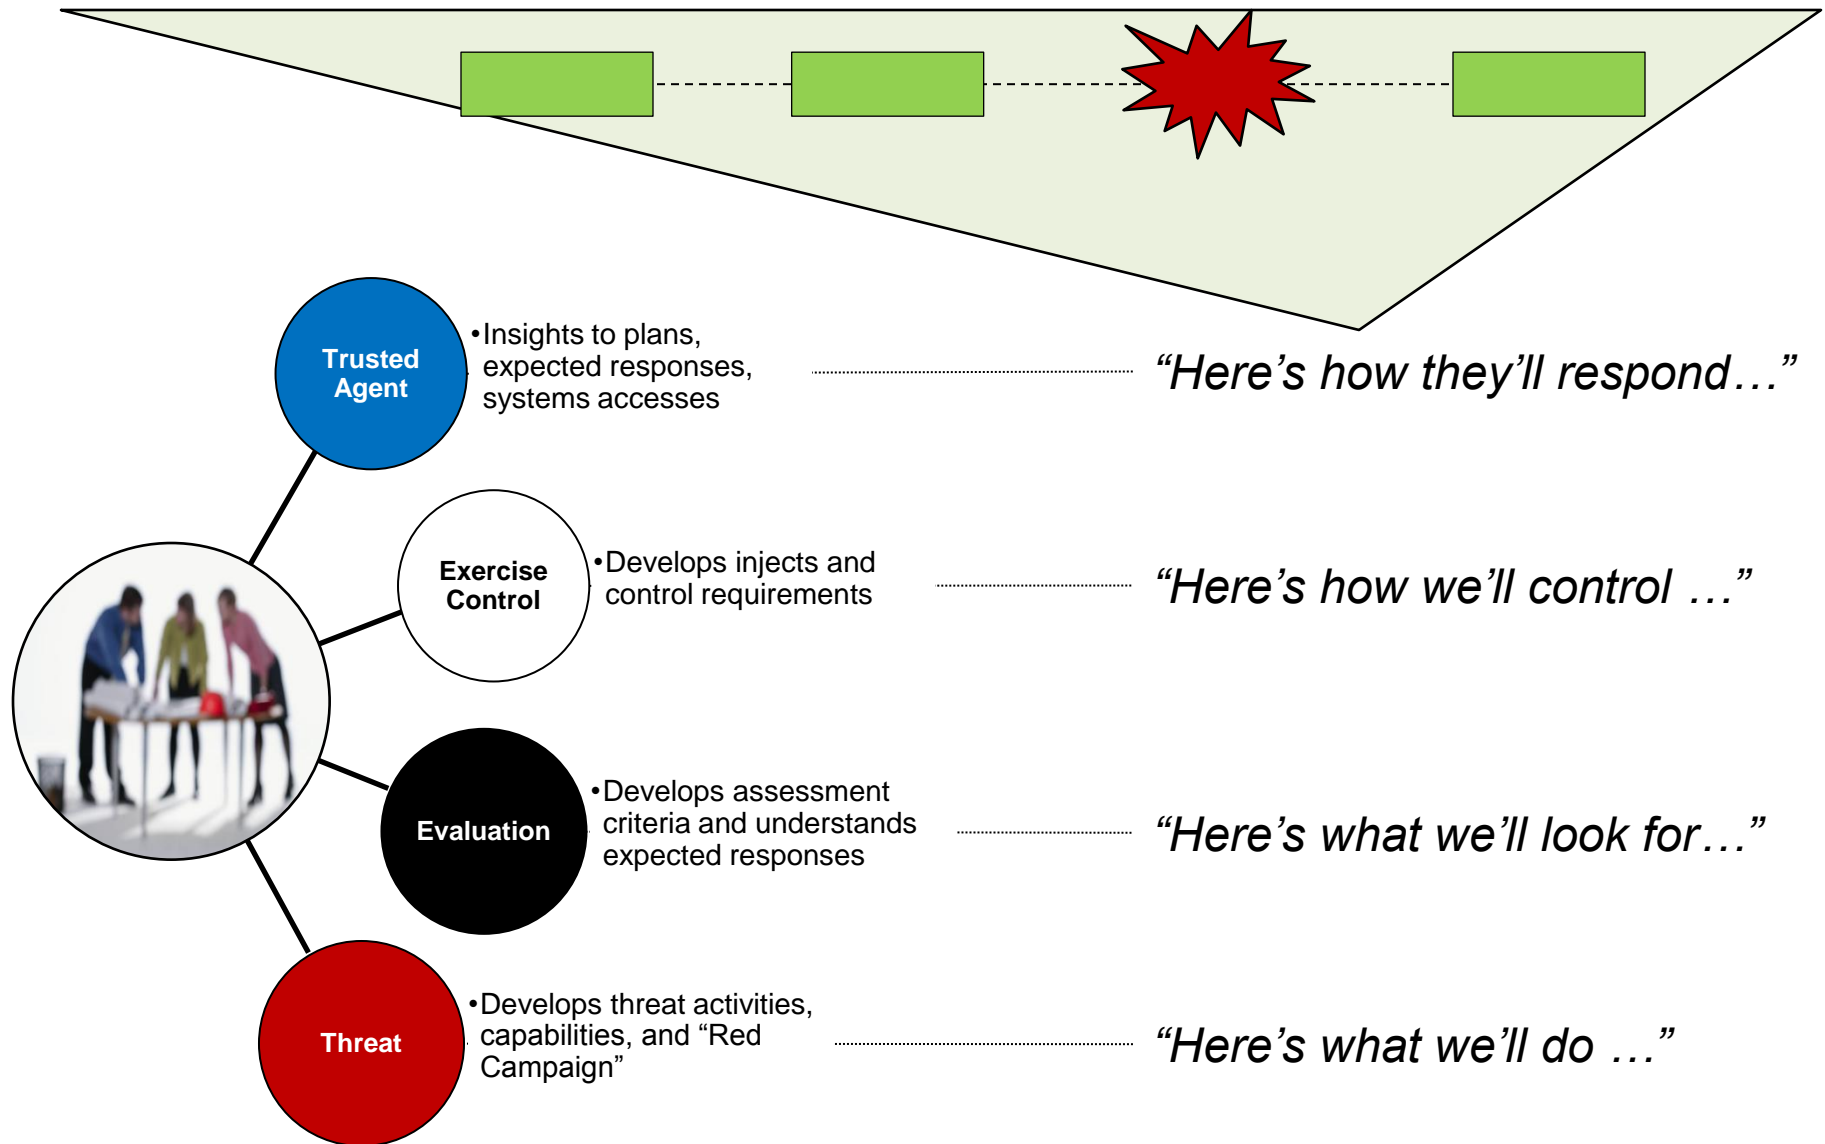 Trusted
Agent
•Insights to plans,
expected responses,
systems accesses
“Here’s how they’ll respond…”
Exercise
Control
•Develops injects and
control requirements
“Here’s how we’ll control …”
Evaluation
•Develops assessment
criteria and understands
expected responses
“Here’s what we’ll look for…”
Threat
•Develops threat activities,
capabilities, and “Red
Campaign”
“Here’s what we’ll do …”